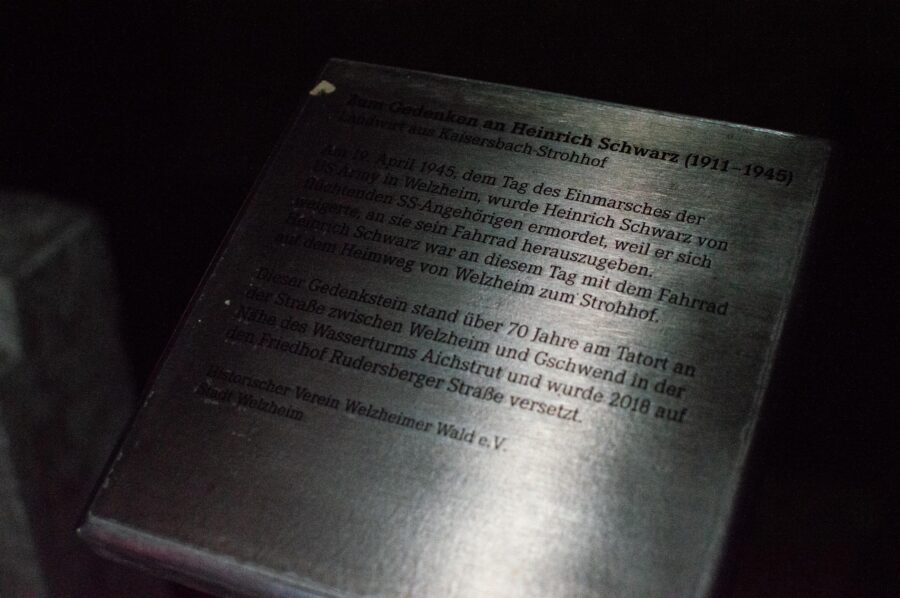 Zum Gedenken an Heinrich Schwarz (1911–1945)
Landwirt aus Kaisersbach-Strohhof
Am 19. April 1945, dem Tag des Einmarsches der
US-Army in Welzheim, wurde Heinrich Schwarz von
flüchtenden SS-Angehörigen ermordet, weil er sich
weigerte, an sie sein Fahrrad herauszugeben.
Heinrich Schwarz war an diesem Tag mit dem Fahrrad
auf dem Heimweg von Welzheim zum Strohhof.
Dieser Gedenkstein stand über 70 Jahre am Tatort an
der Straße zwischen Welzheim und Gschwend in der
Nähe des Wasserturms Aichstrut und wurde 2018 auf
den Friedhof Rudersberger Straße versetzt.
Historischer Verein Welzheimer Wald e.V.
Stadt Welzheim